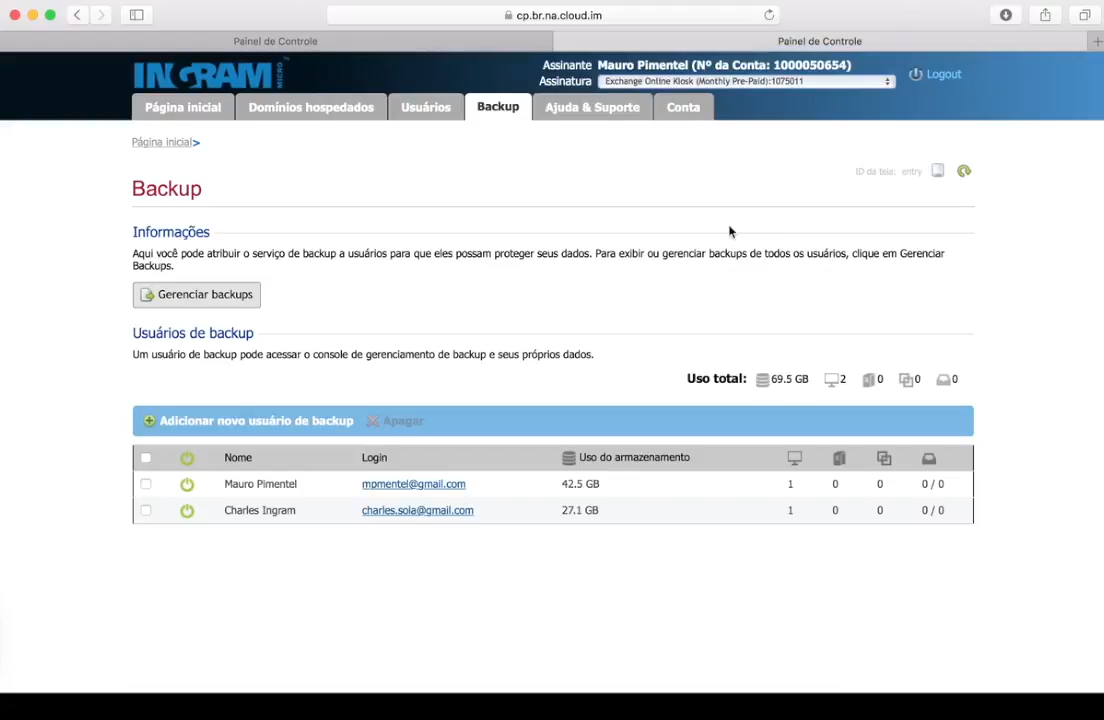 cp.br.na.cloud.im
Painel de Controle
Painel de Controle
INGRAM MICRO
Assinante Mauro Pimentel (Nº da Conta: 1000050654)
Assinatura Exchange Online Kiosk (Monthly Pre-Paid):1075011
Logout
Página inicial
Domínios hospedados
Usuários
Backup
Ajuda & Suporte
Conta
Página inicial>
ID da tela: entry
Backup
Informações
Aqui você pode atribuir o serviço de backup a usuários para que eles possam proteger seus dados. Para exibir ou gerenciar backups de todos os usuários, clique em Gerenciar
Backups.
Gerenciar backups
Usuários de backup
Um usuário de backup pode acessar o console de gerenciamento de backup e seus próprios dados.
Uso total: 69.5 GB 2 0 0 0
Adicionar novo usuário de backup Apagar
Nome Login Uso do armazenamento
Mauro Pimentel mpmentel@gmail.com 42.5 GB 1 0 0 0 / 0
Charles Ingram charles.sola@gmail.com 27.1 GB 1 0 0 0 / 0